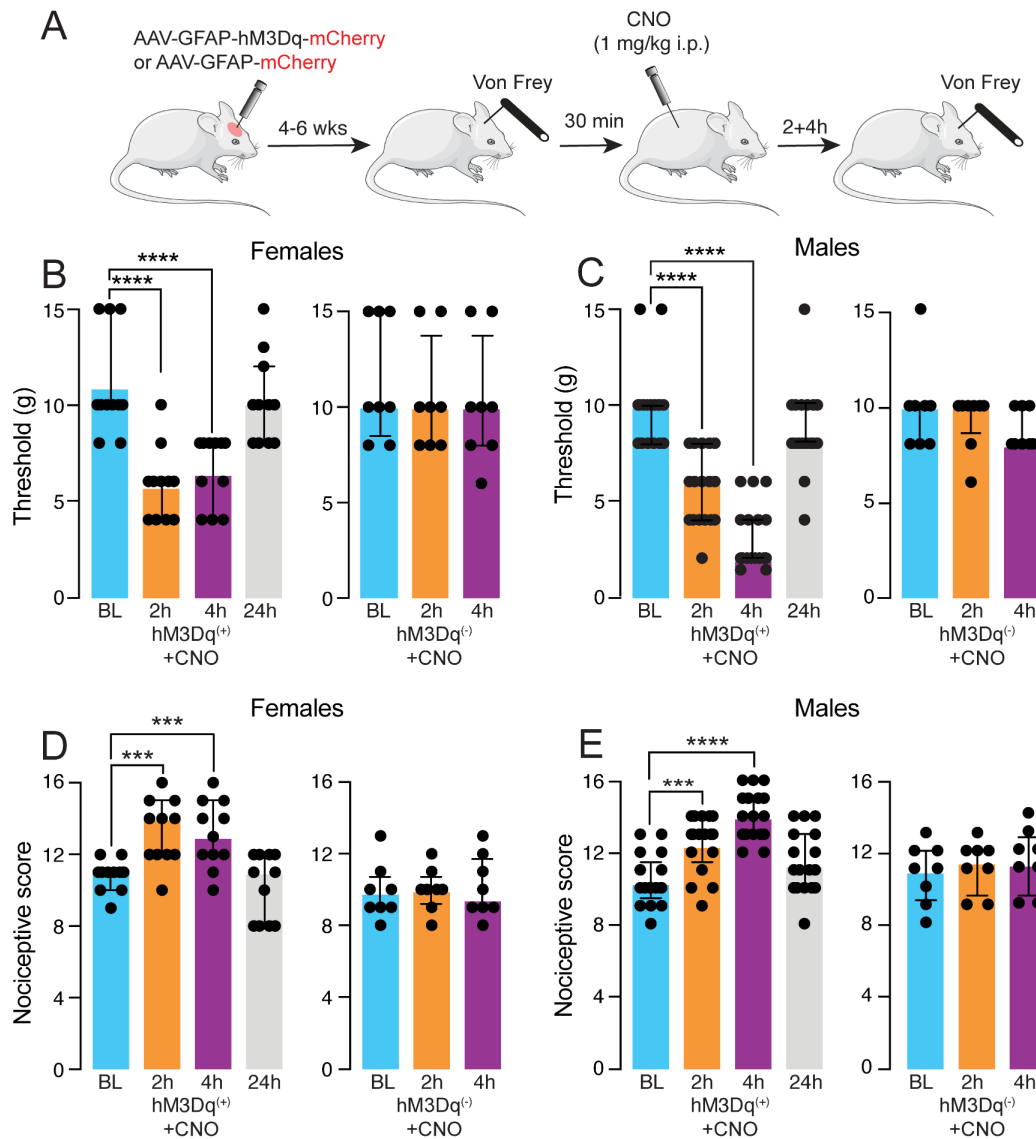 A
AAV-GFAP-hM3Dq-mCherry
or AAV-GFAP-mCherry
4-6 wks
Von Frey
30 min
CNO
(1 mg/kg i.p.)
2+4h
Von Frey
B
Females
****
****
Threshold (g)
15
10
5
0
BL 2h 4h 24h
hM3Dq(+)
+CNO
15
10
5
0
BL 2h 4h
hM3Dq(-)
+CNO
C
Males
****
****
Threshold (g)
15
10
5
0
BL 2h 4h 24h
hM3Dq(+)
+CNO
15
10
5
0
BL 2h 4h
hM3Dq(-)
+CNO
D
Females
***
***
Nociceptive score
16
12
8
4
0
BL 2h 4h 24h
hM3Dq(+)
+CNO
16
12
8
4
0
BL 2h 4h
hM3Dq(-)
+CNO
E
Males
****
***
Nociceptive score
16
12
8
4
0
BL 2h 4h 24h
hM3Dq(+)
+CNO
16
12
8
4
0
BL 2h 4h
hM3Dq(-)
+CNO